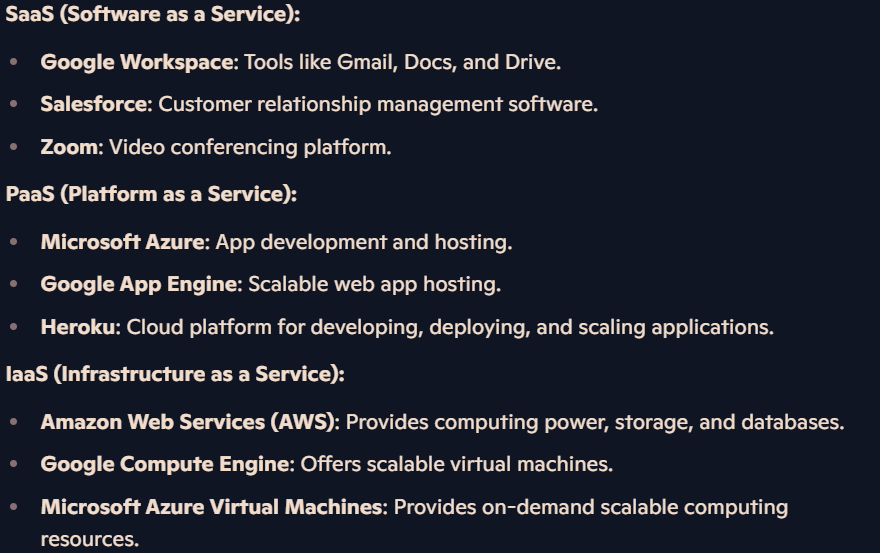 SaaS (Software as a Service):
Google Workspace: Tools like Gmail, Docs, and Drive.
Salesforce: Customer relationship management software.
Zoom: Video conferencing platform.
PaaS (Platform as a Service):
Microsoft Azure: App development and hosting.
Google App Engine: Scalable web app hosting.
Heroku: Cloud platform for developing, deploying, and scaling applications.
IaaS (Infrastructure as a Service):
Amazon Web Services (AWS): Provides computing power, storage, and databases.
Google Compute Engine: Offers scalable virtual machines.
Microsoft Azure Virtual Machines: Provides on-demand scalable computing
resources.